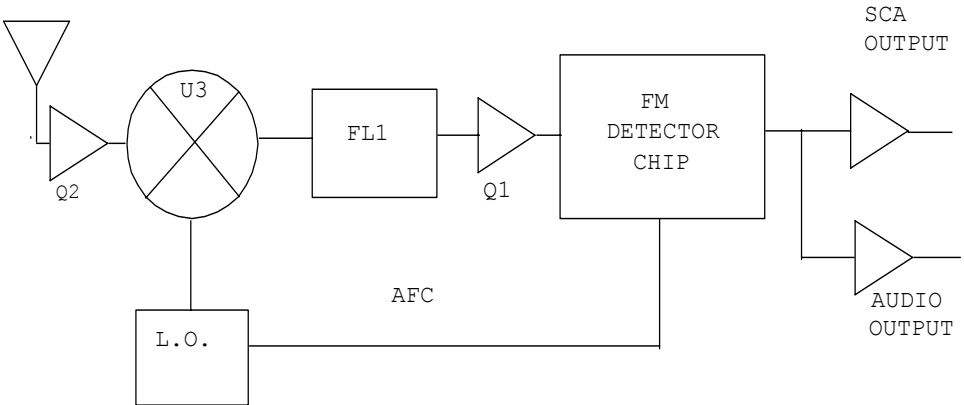 SCA
OUTPUT
U3
FL1
FM
DETECTOR
CHIP
Q2
Q1
AFC
L.O.
AUDIO
OUTPUT